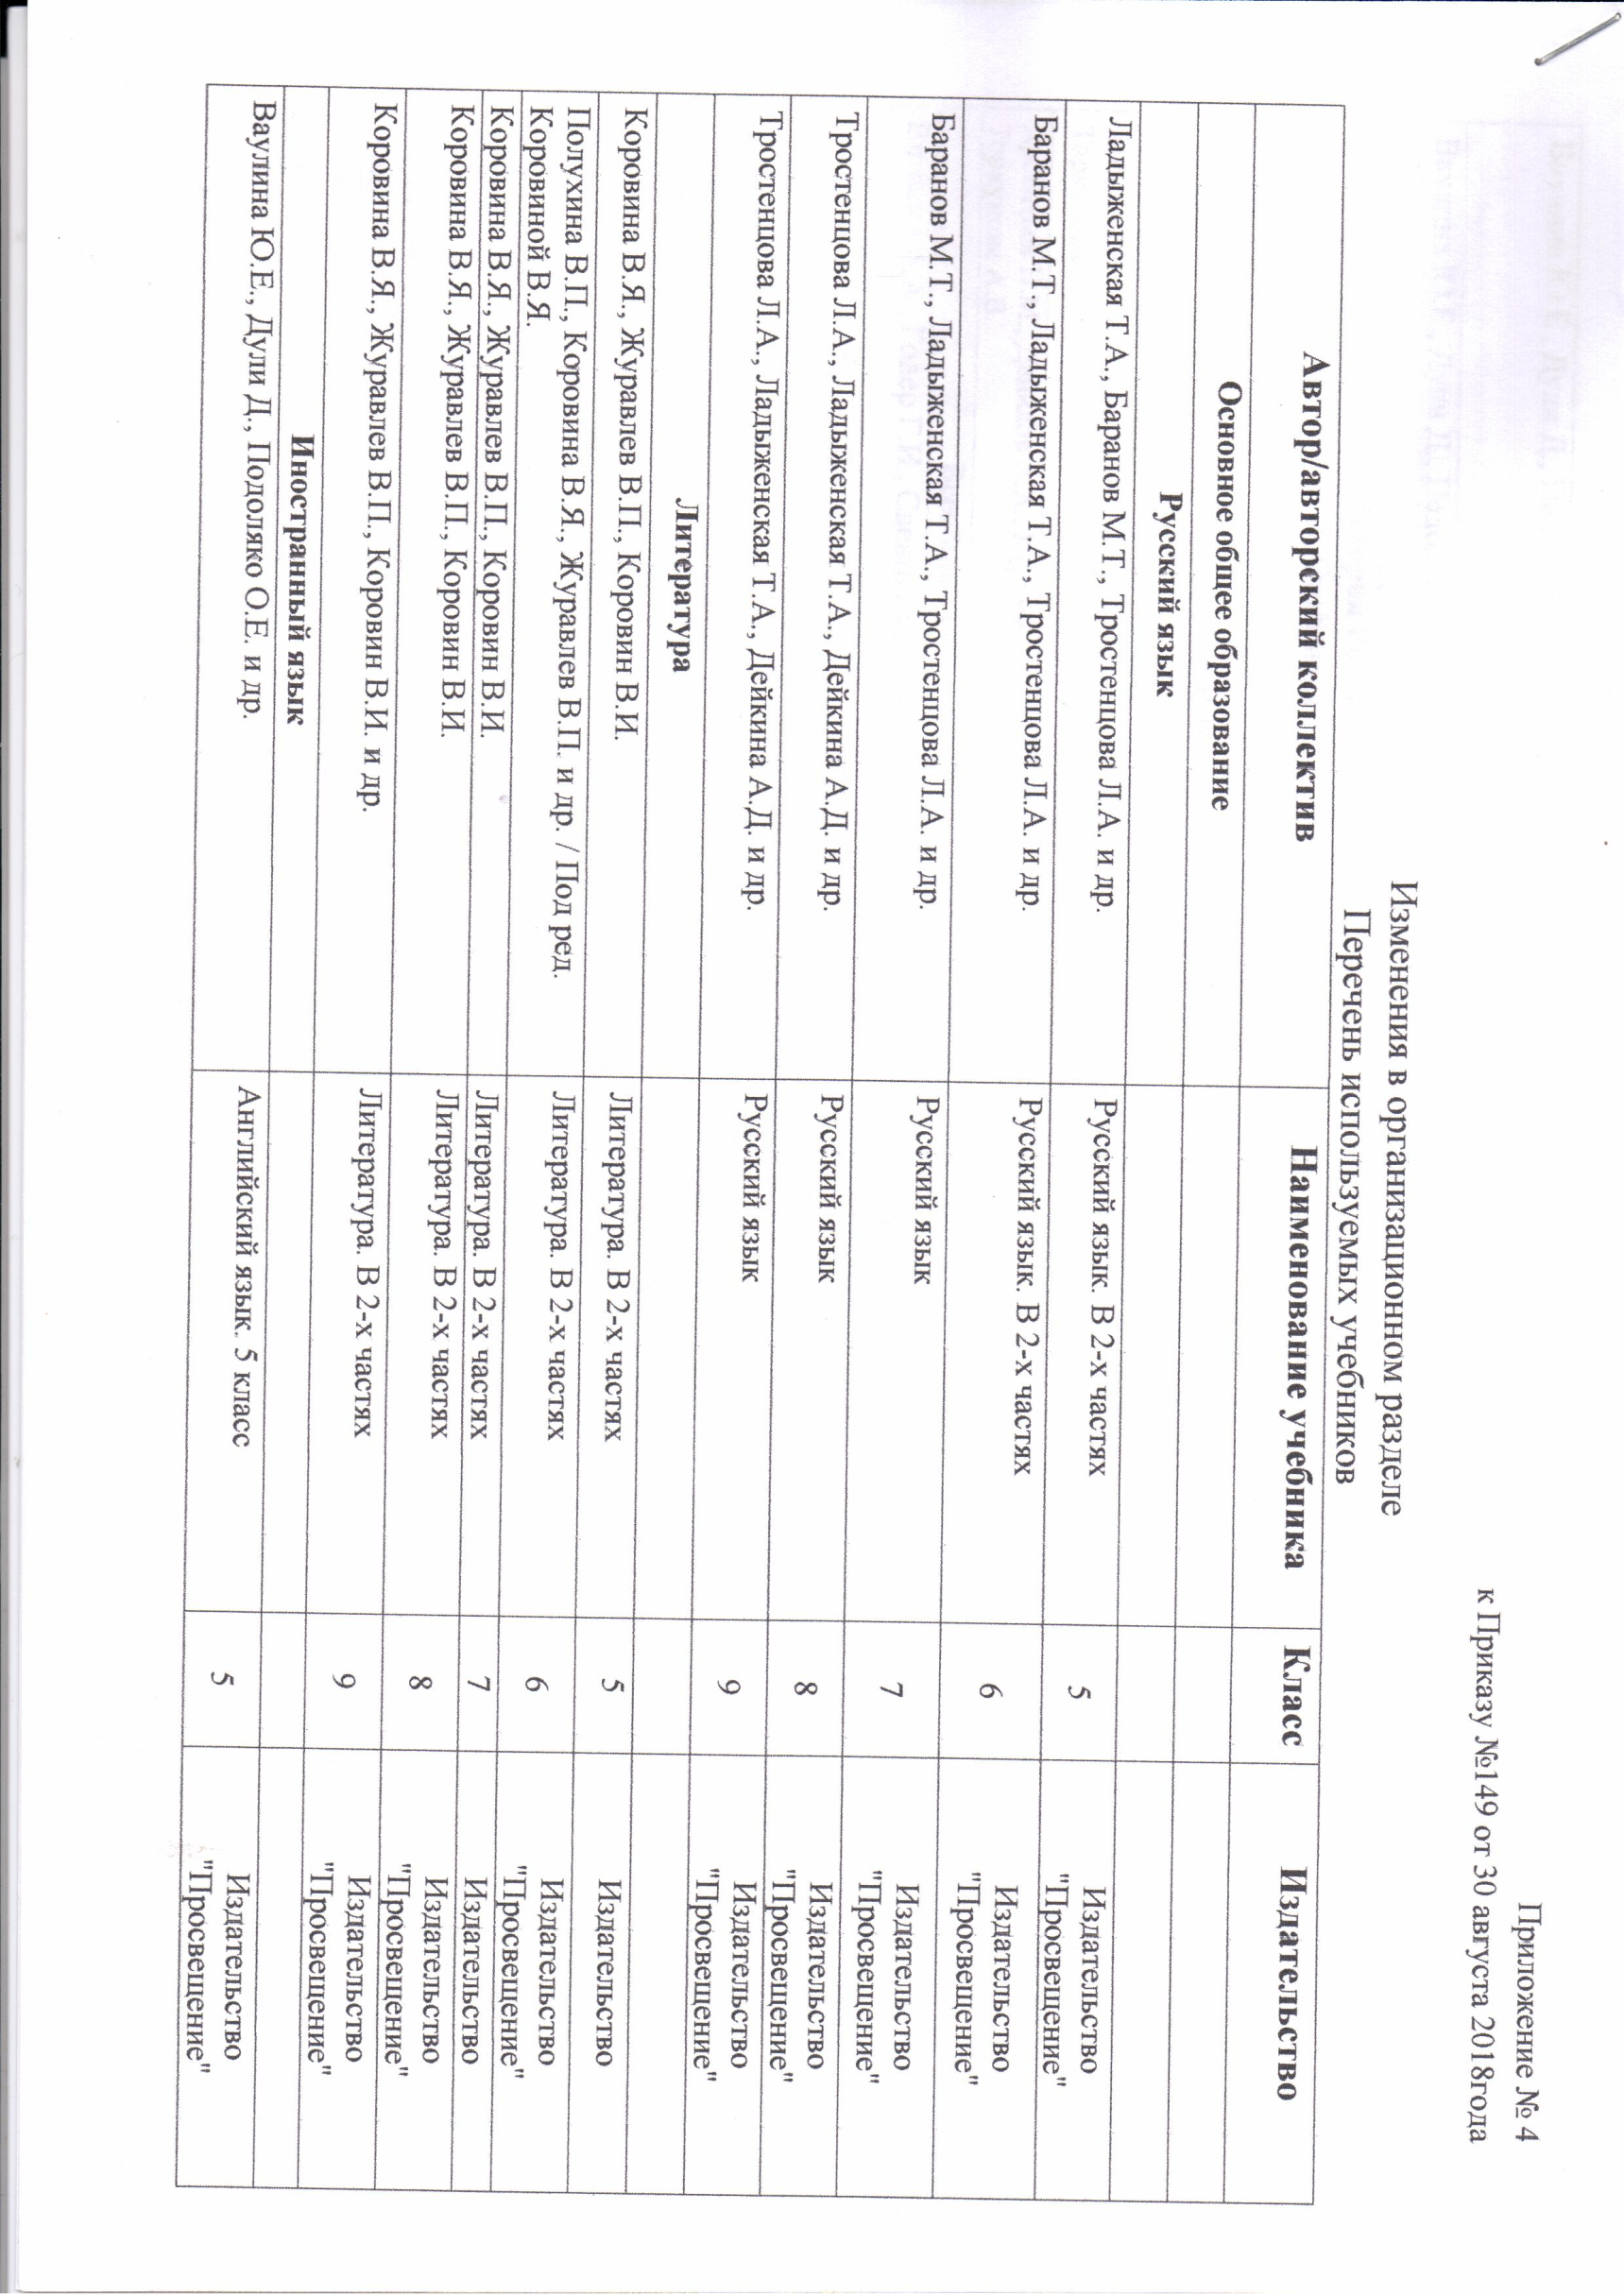 Приложение № 4
к Приказу №149 от 30 августа 2018года
Изменения в организационном разделе
Перечень используемых учебников
Автор/авторский коллектив Наименование учебника Класс Издательство
Основное общее образование
Русский язык
Ладыженская Т.А., Баранов М.Т., Тростенцова Л.А. и др. Русский язык. В 2-х частях 5 Издательство
"Просвещение"
Баранов М.Т., Ладыженская Т.А., Тростенцова Л.А. и др. Русский язык. В 2-х частях 6 Издательство
"Просвещение"
Баранов М.Т., Ладыженская Т.А., Тростенцова Л.А. и др. Русский язык 7 Издательство
"Просвещение"
Тростенцова Л.А., Ладыженская Т.А., Дейкина А.Д. и др. Русский язык 8 Издательство
"Просвещение"
Тростенцова Л.А., Ладыженская Т.А., Дейкина А.Д. и др. Русский язык 9 Издательство
"Просвещение"
Литература
Коровина В.Я., Журавлев В.П., Коровин В.И. Литература. В 2-х частях 5 Издательство
Полухина В.П., Коровина В.Я., Журавлев В.П. и др. / Под ред. Литература. В 2-х частях 6 Издательство
Коровиной В.Я. "Просвещение"
Коровина В.Я., Журавлев В.П., Коровин В.И. Литература. В 2-х частях 7 Издательство
Коровина В.Я., Журавлев В.П., Коровин В.И. Литература. В 2-х частях 8 Издательство
"Просвещение"
Коровина В.Я., Журавлев В.П., Коровин В.И. и др. Литература. В 2-х частях 9 Издательство
"Просвещение"
Иностранный язык
Ваулина Ю.Е., Дули Д., Подоляко О.Е. и др. Английский язык. 5 класс 5 Издательство
"Просвещение"